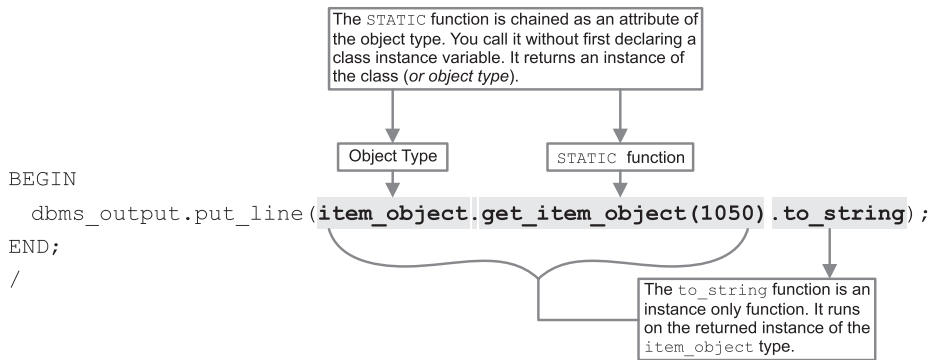 The STATIC function is chained as an attribute of
the object type. You call it without first declaring a
class instance variable. It returns an instance of
the class (or object type).
Object Type
STATIC function
BEGIN
dbms_output.put_line(item_object.get_item_object(1050).to_string);
END;
/
The to_string function is an
instance only function. It runs
on the returned instance of the
item_object type.